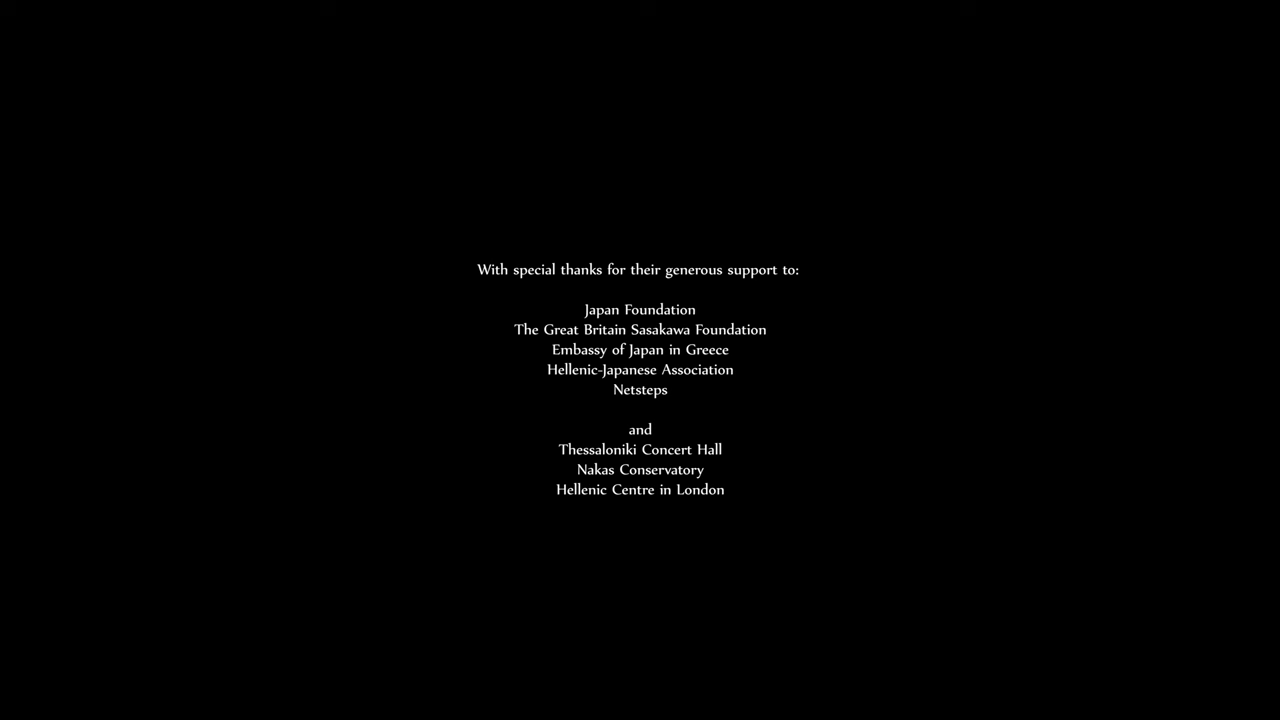 With special thanks for their generous support to:
Japan Foundation
The Great Britain Sasakawa Foundation
Embassy of Japan in Greece
Hellenic-Japanese Association
Netsteps
and
Thessaloniki Concert Hall
Nakas Conservatory
Hellenic Centre in London